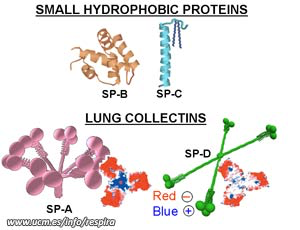 SMALL HYDROPHOBIC PROTEINS
SP-B
SP-C
LUNG COLLECTINS
SP-D
SP-A
Red ⊖
Blue ⊕
www.ucm.es/info/respira